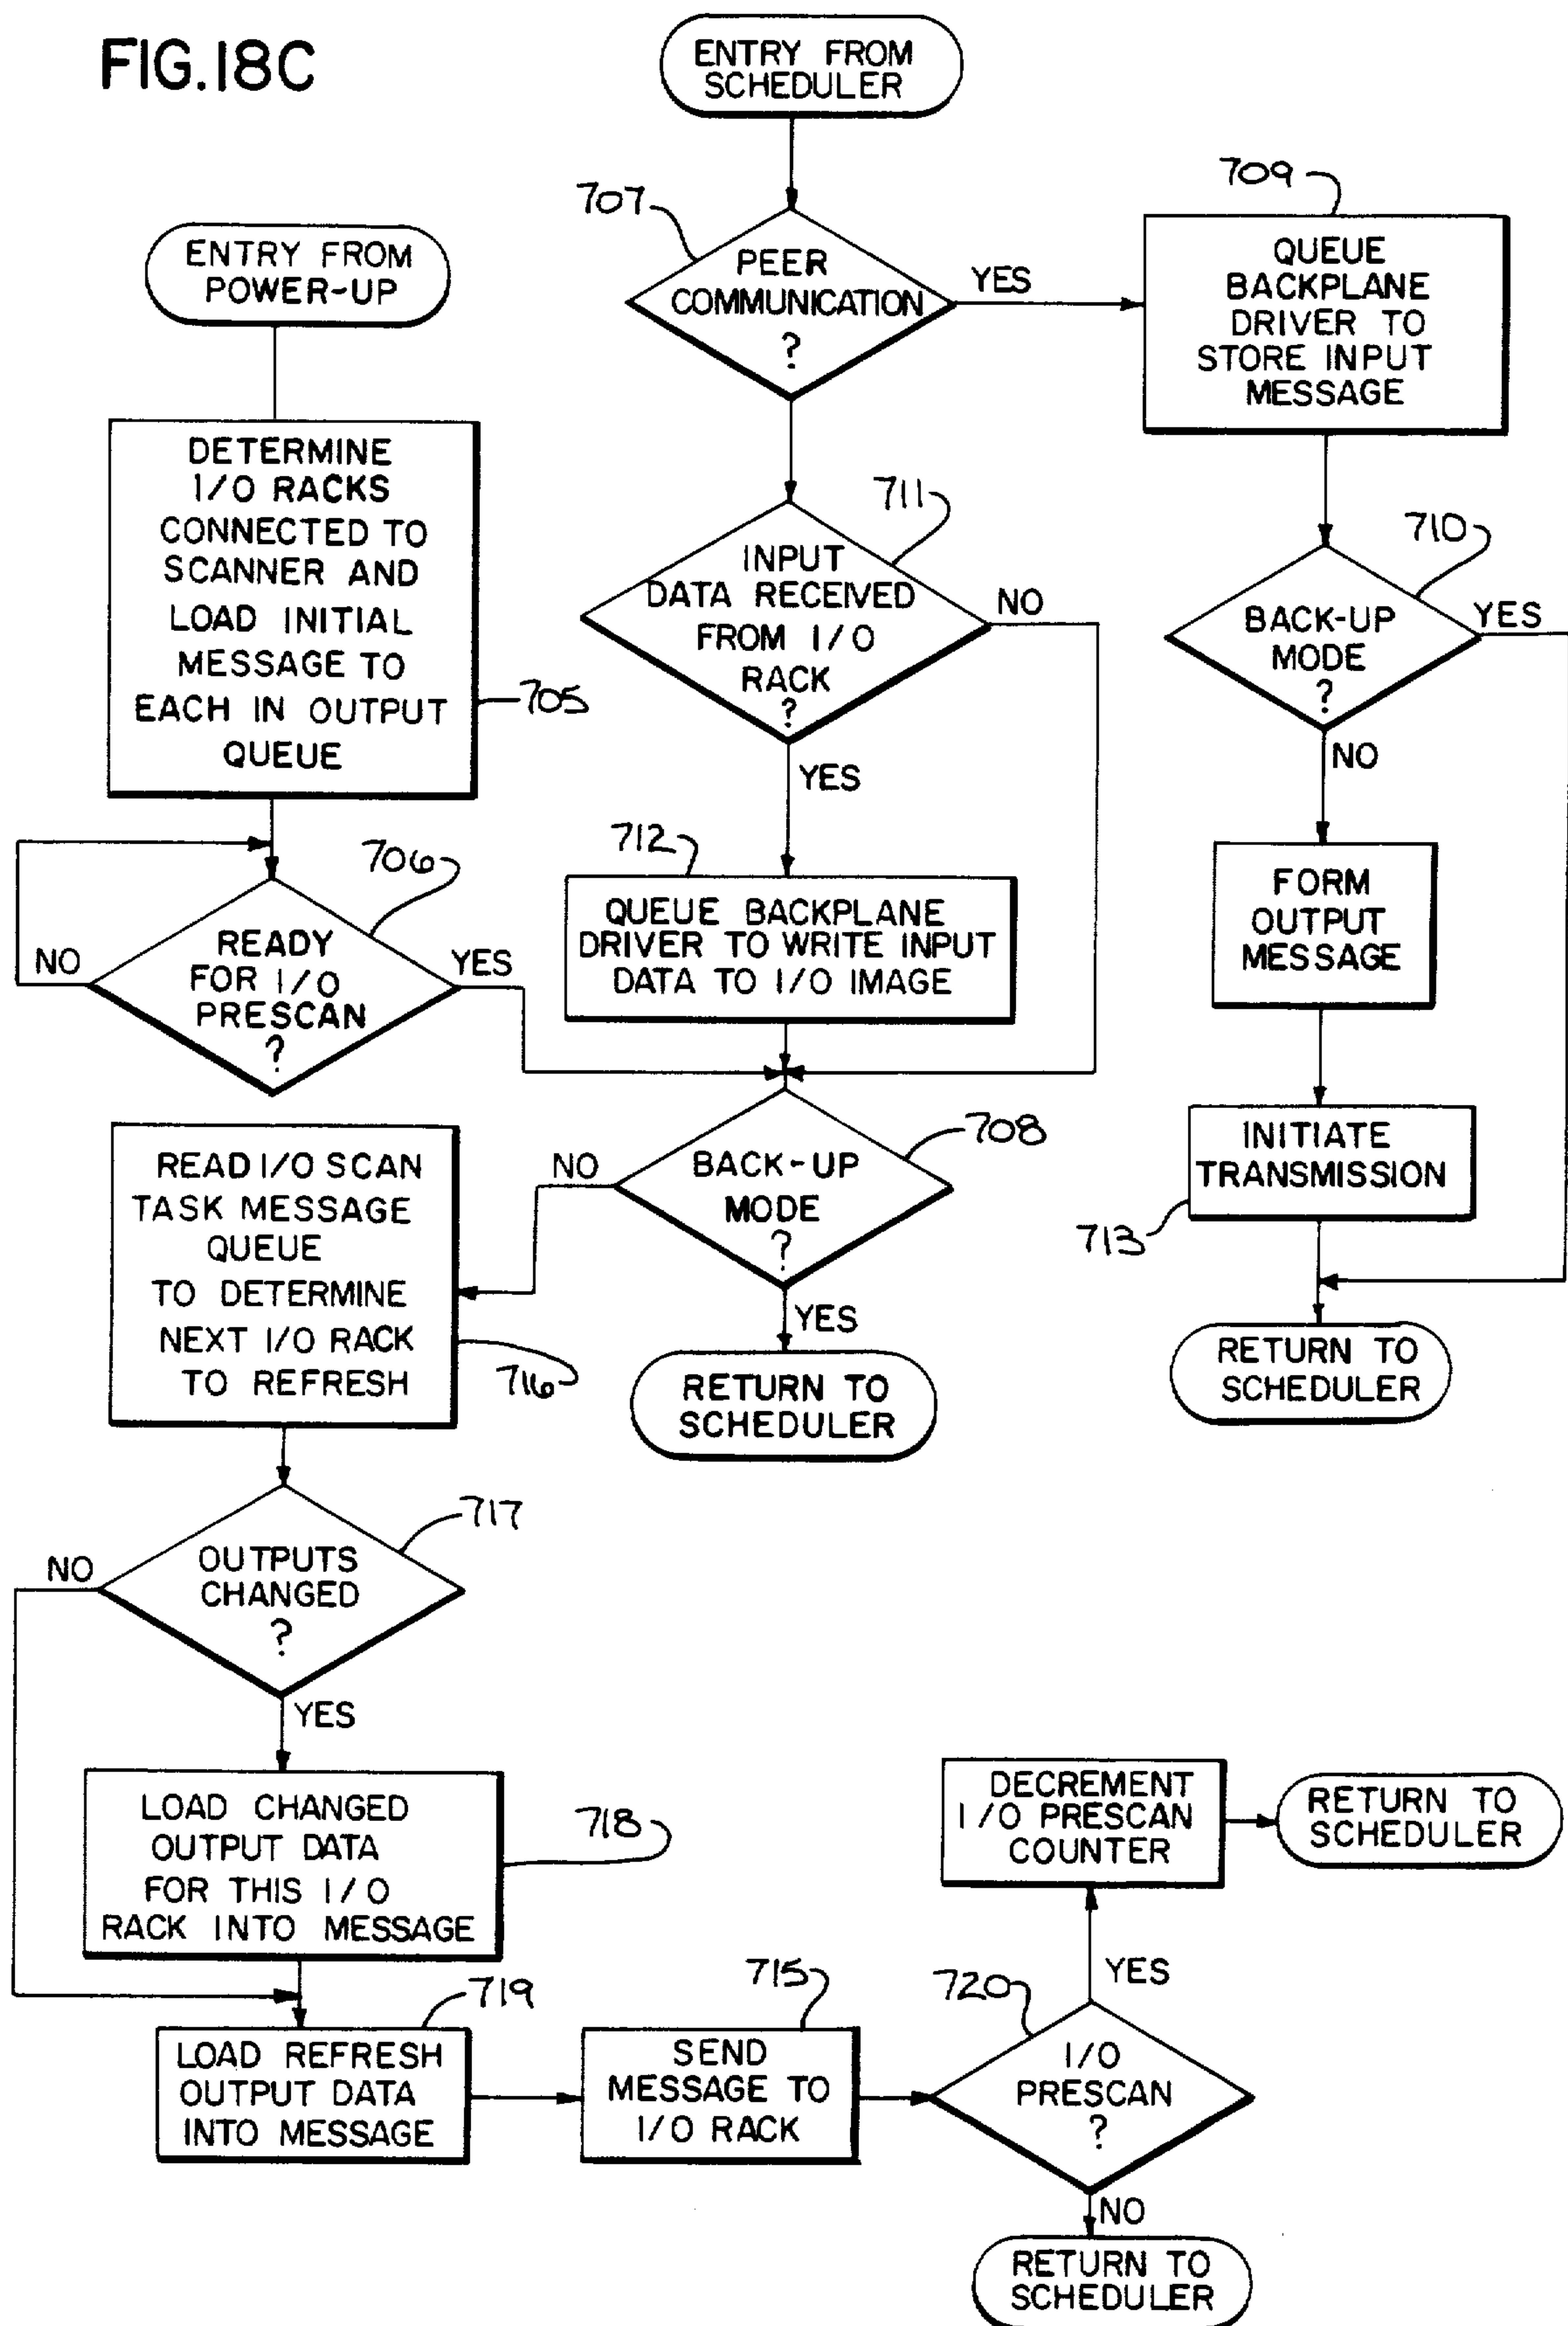 FIG.18C
ENTRY FROM
SCHEDULER
707
PEER
COMMUNICATION
?
YES
709
QUEUE
BACKPLANE
DRIVER TO
STORE INPUT
MESSAGE
ENTRY FROM
POWER-UP
DETERMINE
I/O RACKS
CONNECTED TO
SCANNER AND
LOAD INITIAL
MESSAGE TO
EACH IN OUTPUT
QUEUE
705
711
INPUT
DATA RECEIVED
FROM I/O
RACK
?
NO
YES
710
BACK-UP
MODE
?
YES
NO
706
READY
FOR I/O
PRESCAN
?
NO
YES
712
QUEUE BACKPLANE
DRIVER TO WRITE INPUT
DATA TO I/O IMAGE
FORM
OUTPUT
MESSAGE
INITIATE
TRANSMISSION
713
RETURN TO
SCHEDULER
708
BACK-UP
MODE
?
NO
YES
RETURN TO
SCHEDULER
READ I/O SCAN
TASK MESSAGE
QUEUE
TO DETERMINE
NEXT I/O RACK
TO REFRESH
716
717
OUTPUTS
CHANGED
?
NO
YES
LOAD CHANGED
OUTPUT DATA
FOR THIS I/O
RACK INTO MESSAGE
718
719
LOAD REFRESH
OUTPUT DATA
INTO MESSAGE
715
SEND
MESSAGE TO
I/O RACK
720
I/O
PRESCAN
?
YES
DECREMENT
I/O PRESCAN
COUNTER
RETURN TO
SCHEDULER
NO
RETURN TO
SCHEDULER